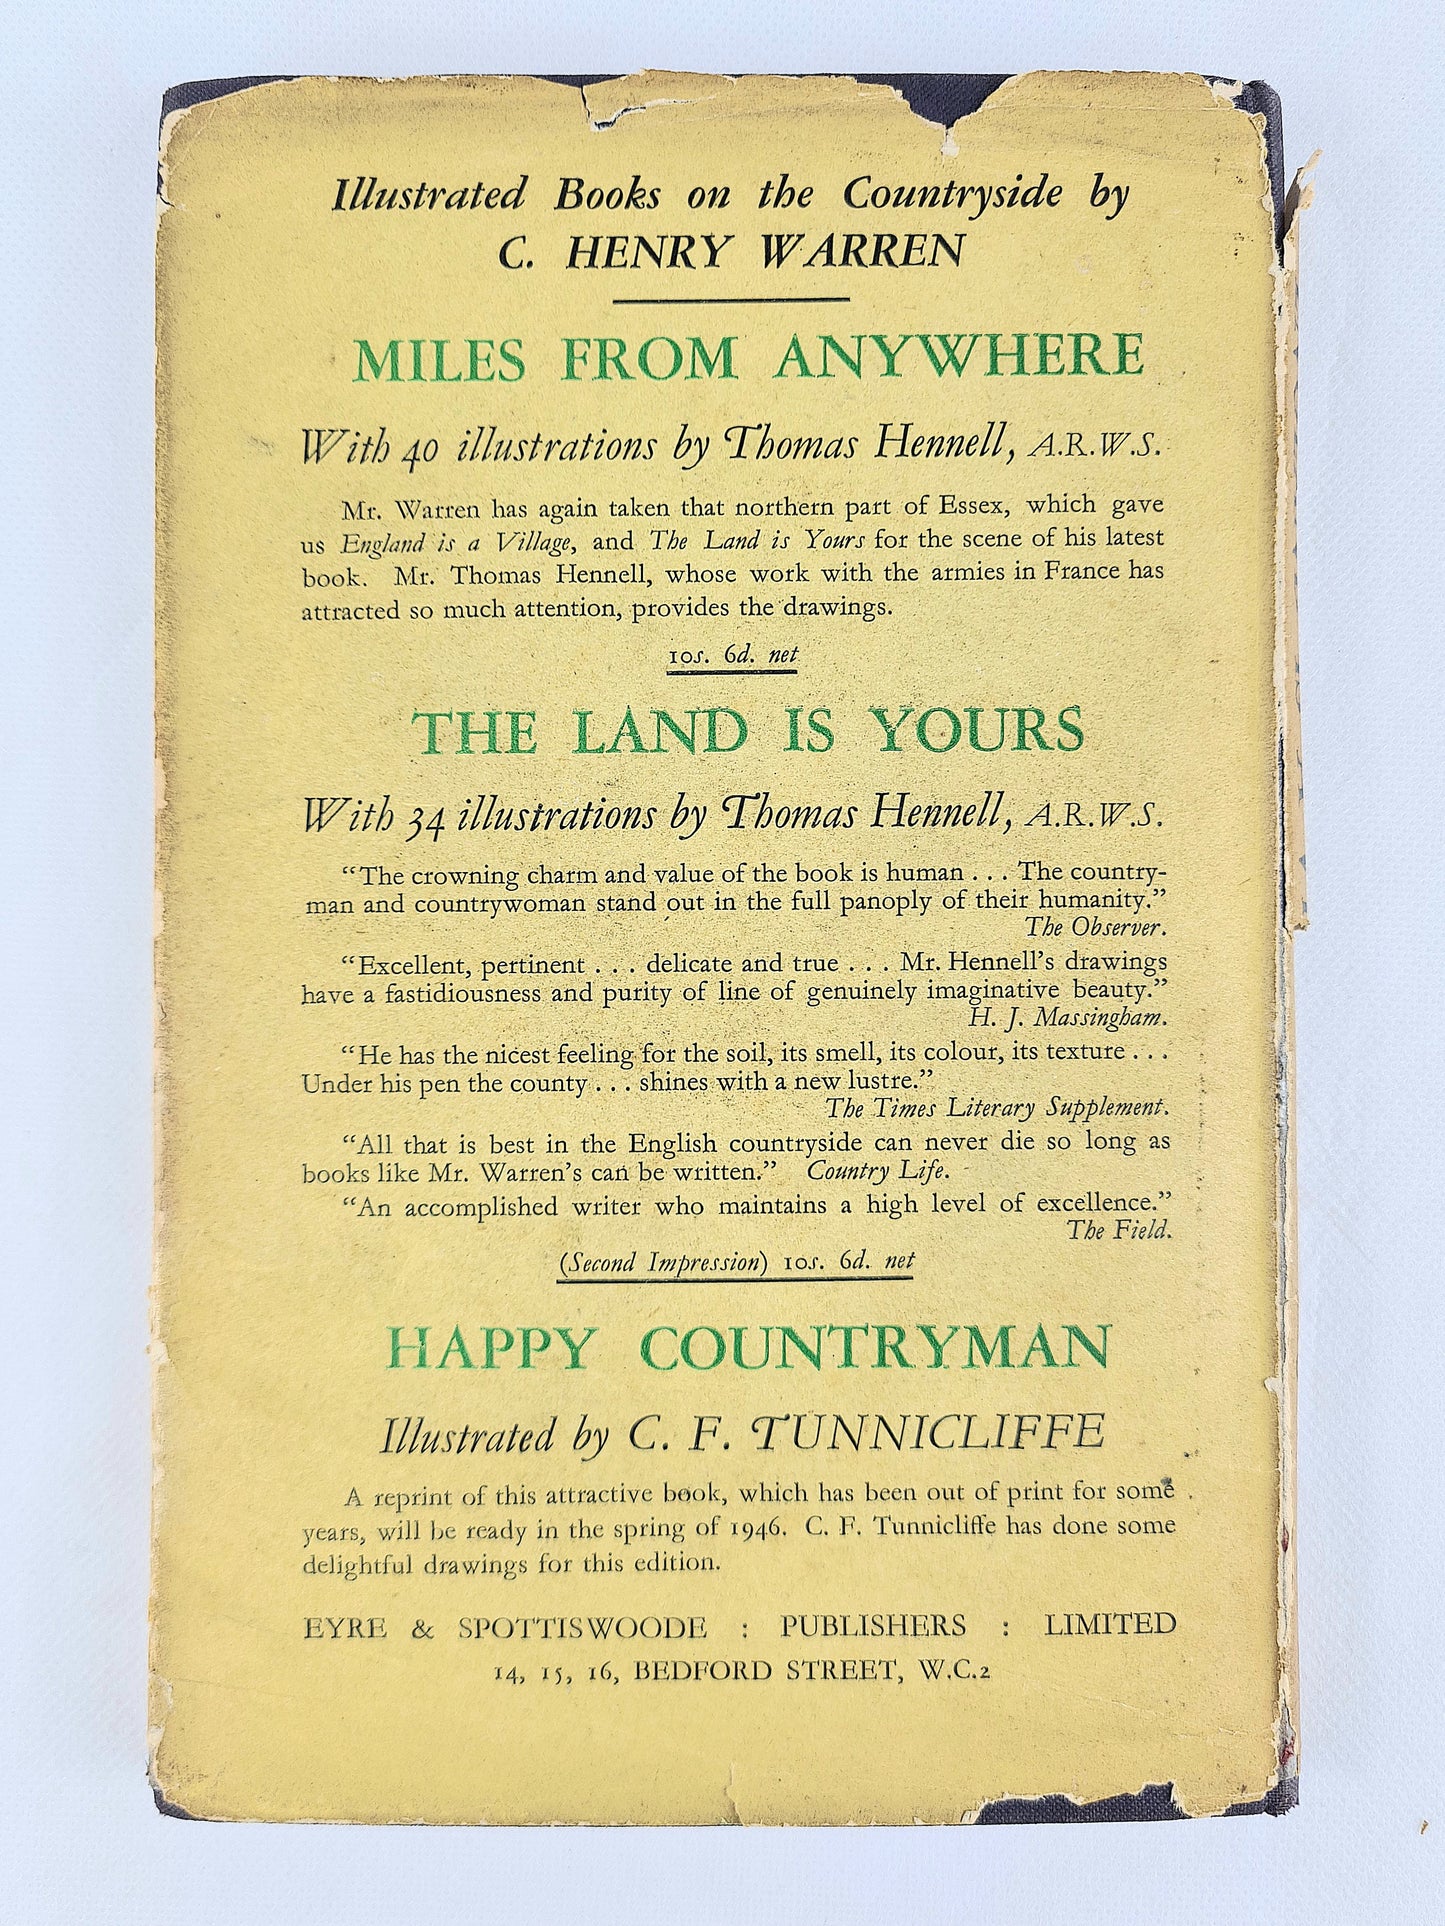 Illustrated Books on the Countryside by
C. HENRY WARREN
MILES FROM ANYWHERE
With 40 illustrations by Thomas Hennell, A.R.W.S.
Mr. Warren has again taken that northern part of Essex, which gave
us England is a Village, and The Land is Yours for the scene of his latest
book. Mr. Thomas Hennell, whose work with the armies in France has
attracted so much attention, provides the drawings.
10s. 6d. net
THE LAND IS YOURS
With 34 illustrations by Thomas Hennell, A.R.W.S.
“The crowning charm and value of the book is human . . . The country-
man and countrywoman stand out in the full panoply of their humanity.”
The Observer.
“Excellent, pertinent . . . delicate and true . . . Mr. Hennell’s drawings
have a fastidiousness and purity of line of genuinely imaginative beauty.”
H. J. Massingham.
“He has the nicest feeling for the soil, its smell, its colour, its texture . . .
Under his pen the county . . . shines with a new lustre.”
The Times Literary Supplement.
“All that is best in the English countryside can never die so long as
books like Mr. Warren’s can be written.” Country Life.
“An accomplished writer who maintains a high level of excellence.”
The Field.
(Second Impression) 10s. 6d. net
HAPPY COUNTRYMAN
Illustrated by C. F. TUNNICLIFFE
A reprint of this attractive book, which has been out of print for some
years, will be ready in the spring of 1946. C. F. Tunnicliffe has done some
delightful drawings for this edition.
EYRE & SPOTTISWOODE : PUBLISHERS : LIMITED
14, 15, 16, BEDFORD STREET, W.C.2